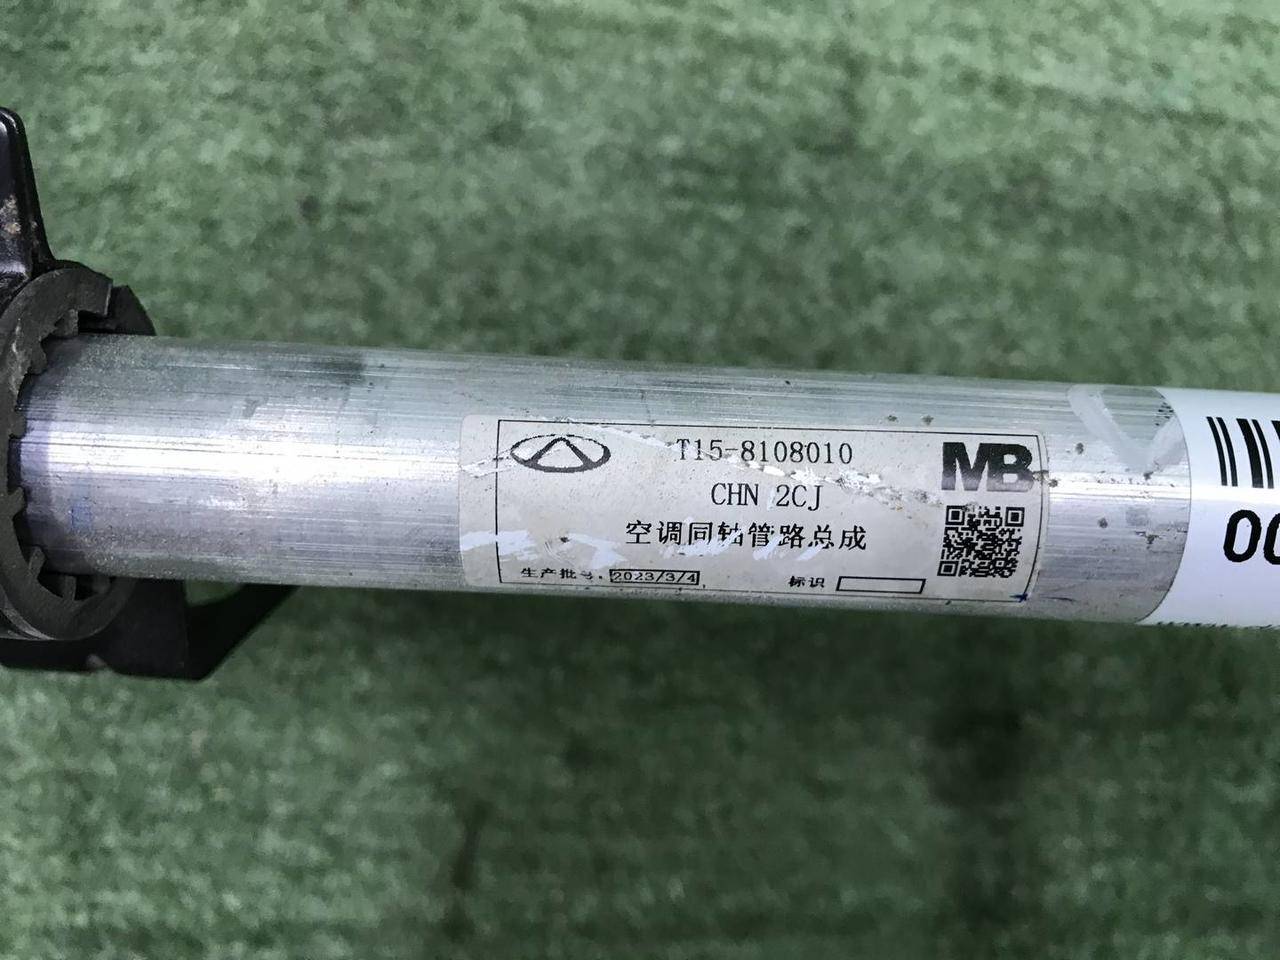 T15-8108010
MB
CHN 2CJ
空调同轴管路总成
生产批号: 2023/3/4
标识
00